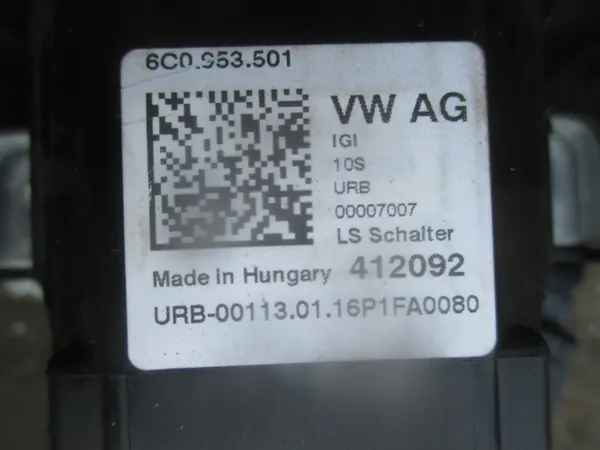 6C0.953.501
VW AG
IGI
10S
URB
00007007
LS Schalter
Made in Hungary 412092
URB-00113.01.16P1FA0080